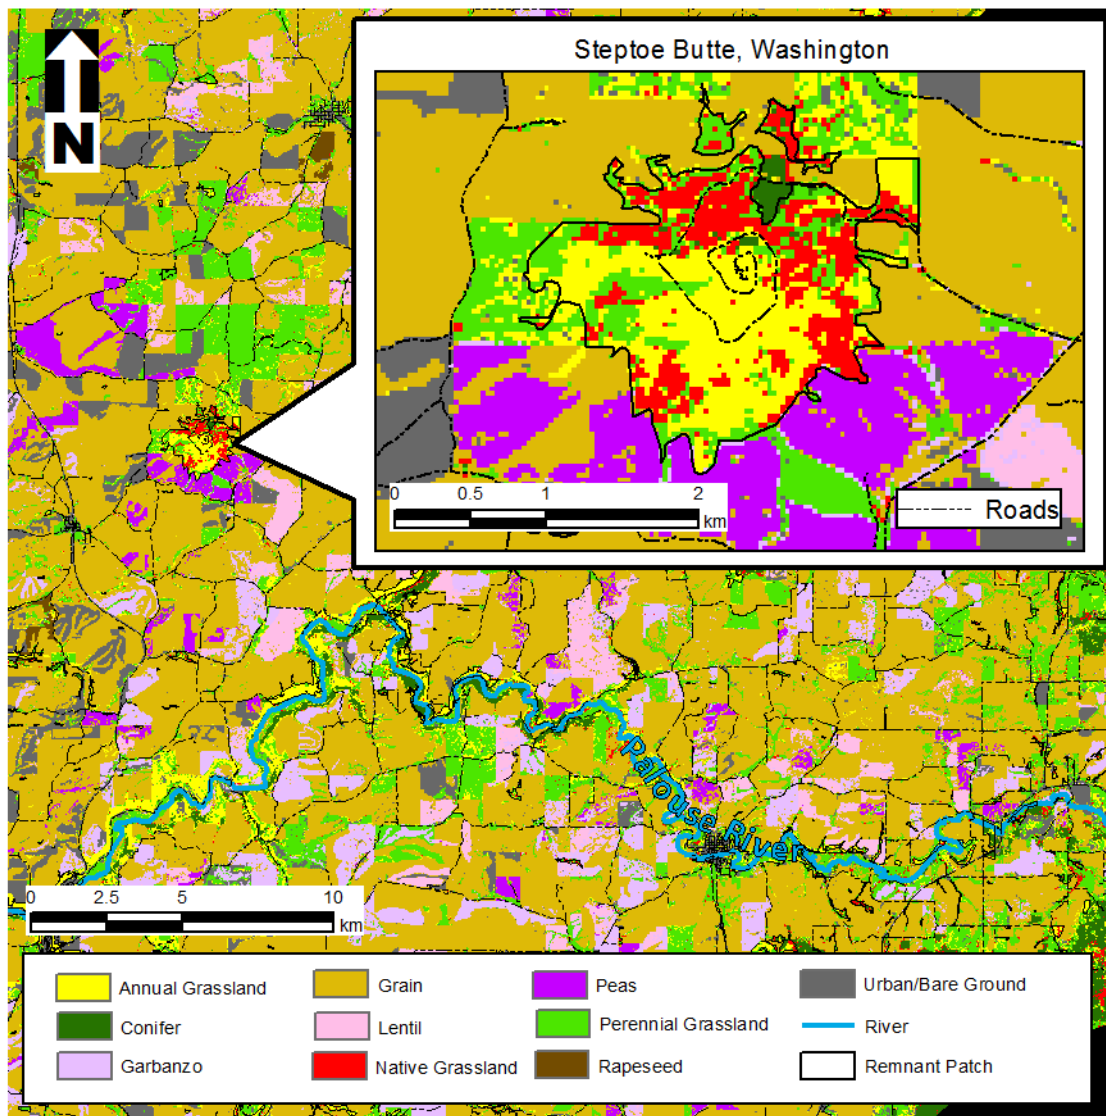 N
Steptoe Butte, Washington
0 0.5 1 2
km
Roads
Palouse River
0 2.5 5 10
km
Annual Grassland Grain Peas Urban/Bare Ground
Conifer Lentil Perennial Grassland River
Garbanzo Native Grassland Rapeseed Remnant Patch